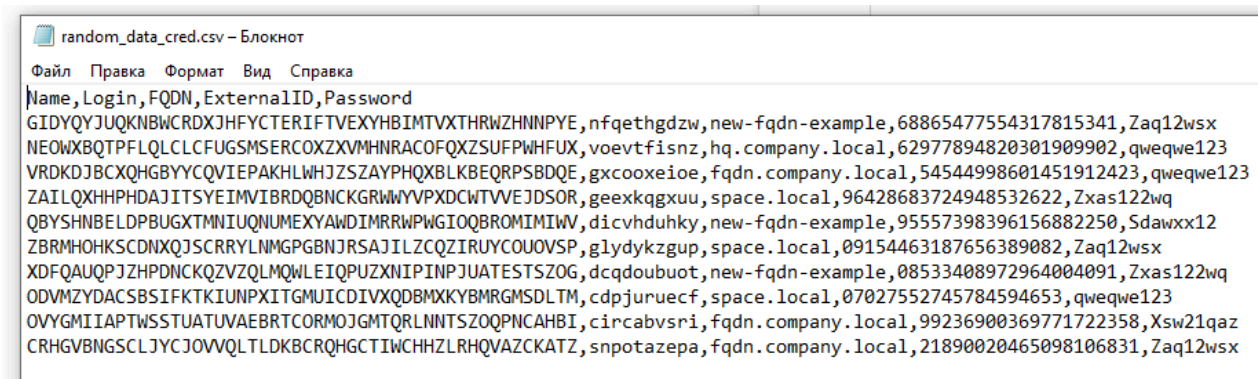 random_data_cred.csv – Блокнот
Файл Правка Формат Вид Справка
Name,Login,FQDN,ExternalID,Password
GIDYQYJUQKNBWCRDXJHFYCTERIFTVEXYHBIMTVXTHRWZHNNPYE,nfqethgdzw,new-fqdn-example,68865477554317815341,Zaq12wsx
NEOWXBQTPFLQLCLCFUGSMSERCOXZXVMHNRACOFQXZSUFPWHFUX,voevtfisnz,hq.company.local,62977894820301909902,qweqwe123
VRDKDJBCXQHGBYYCQVIEPAKHLWHJZSZAYPHQXBLKBEQRPSBDQE,gxcooxeioe,fqdn.company.local,54544998601451912423,qweqwe123
ZAILQXHHPHDAJITSYEIMVIBRDQBNCKGRWWYVPXDCWTVVEJDSOR,geexkqgxuu,space.local,96428683724948532622,Zxas122wq
QBYSHNBELDPBUGXTMNIUQNUMEXYAWDIMRRWPWGIOQBROMIMIWV,dicvhduhky,new-fqdn-example,95557398396156882250,Sdawxx12
ZBRMHOHKSCDNXQJSCRRYLNMGPGBNJRSAJILZCQZIRUYCOUOVSP,glydykzgup,space.local,09154463187656389082,Zaq12wsx
XDFQAUQPJZHPDNCKQZVZQLMQWLEIQPUZXNIPINPJUATESTSZOG,dcqdoubuot,new-fqdn-example,08533408972964004091,Zxas122wq
ODVMZYDACSBSIFKTKIUNPXITGMUICDIVXQDBMXKYBMRGMSDLTM,cdpjuruecf,space.local,07027552745784594653,qweqwe123
OVYGMIIAPTWSSTUATUVAEBRTCORMOJGMTQRLNNTSZOQPNCAHBI,circabvsri,fqdn.company.local,99236900369771722358,Xsw21qaz
CRHGVBNGSCLJYCJOVVQLTLDKBCRQHGCTIWCHHZLRHQVAZCKATZ,snpotazepa,fqdn.company.local,21890020465098106831,Zaq12wsx